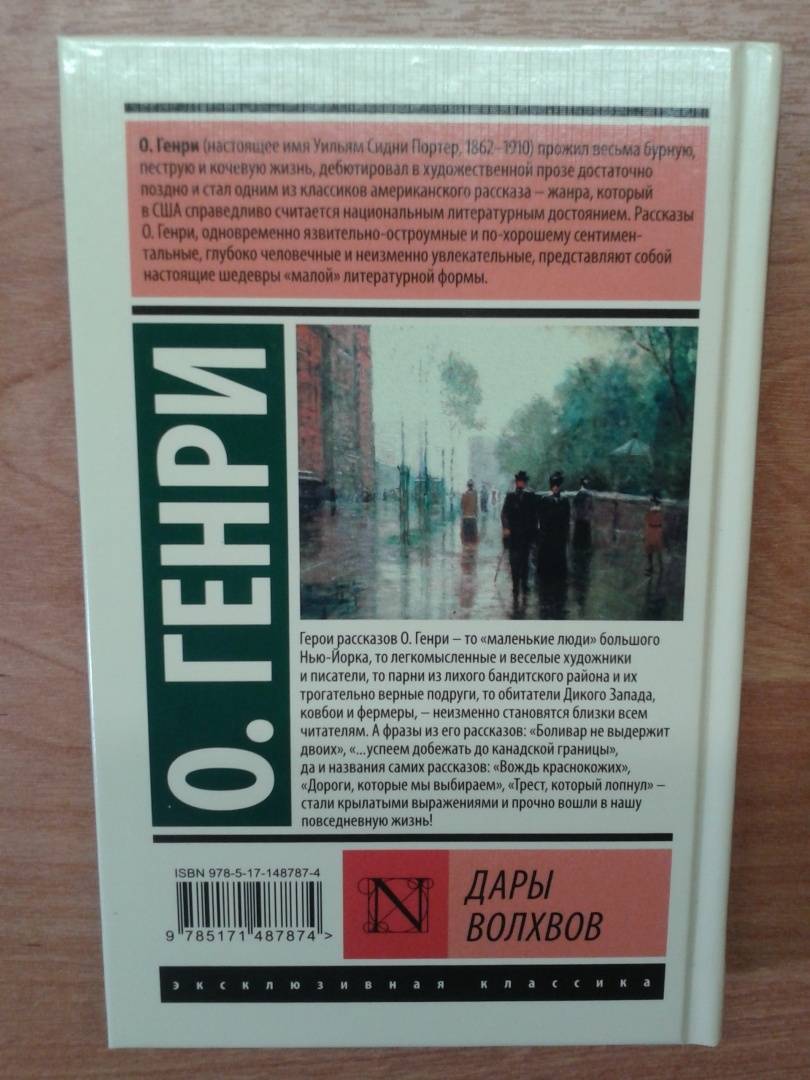 О. Генри (настоящее имя Уильям Сидни Портер, 1862–1910) прожил весьма бурную,
пеструю и кочевую жизнь, дебютировал в художественной прозе достаточно
поздно и стал одним из классиков американского рассказа – жанра, который
в США справедливо считается национальным литературным достоянием. Рассказы
О. Генри, одновременно язвительно-остроумные и по-хорошему сентимен-
тальные, глубоко человечные и неизменно увлекательные, представляют собой
настоящие шедевры «малой» литературной формы.
О. ГЕНРИ
Герои рассказов О. Генри – то «маленькие люди» большого
Нью-Йорка, то легкомысленные и веселые художники
и писатели, то парни из лихого бандитского района и их
трогательно верные подруги, то обитатели Дикого Запада,
ковбои и фермеры, – неизменно становятся близки всем
читателям. А фразы из его рассказов: «Боливар не выдержит
двоих», «...успеем добежать до канадской границы»,
да и названия самих рассказов: «Вождь краснокожих»,
«Дороги, которые мы выбираем», «Трест, который лопнул» –
стали крылатыми выражениями и прочно вошли в нашу
повседневную жизнь!
ISBN 978-5-17-148787-4
9 785171 487874 >
N
ДАРЫ
ВОЛХВОВ
эксклюзивная классика